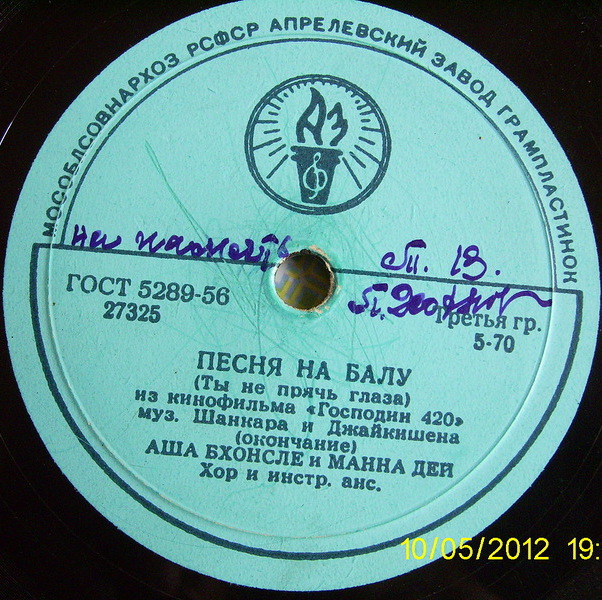 МОСОБЛСОВНАРХОЗ РСФСР АПРЕЛЕВСКИЙ ЗАВОД ГРАМПЛАСТИНОК
АЗ
на память
ГОСТ 5289-56
27325
Третья гр.
5-70
ПЕСНЯ НА БАЛУ
(Ты не прячь глаза)
из кинофильма «Господин 420»
муз. Шанкара и Джайкишена
(окончание)
АША БХОНСЛЕ и МАННА ДЕЙ
Хор и инстр. анс.
10/05/2012 19: